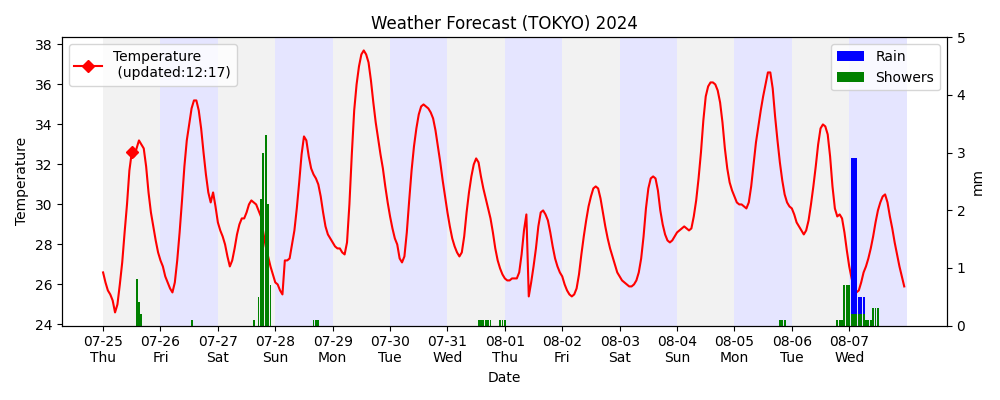 Weather Forecast (TOKYO) 2024
Temperature
(updated:12:17)
Rain
Showers
Temperature
38
36
34
32
30
28
26
24
mm
5
4
3
2
1
0
07-25 07-26 07-27 07-28 07-29 07-30 07-31 08-01 08-02 08-03 08-04 08-05 08-06 08-07
Thu Fri Sat Sun Mon Tue Wed Thu Fri Sat Sun Mon Tue Wed
Date